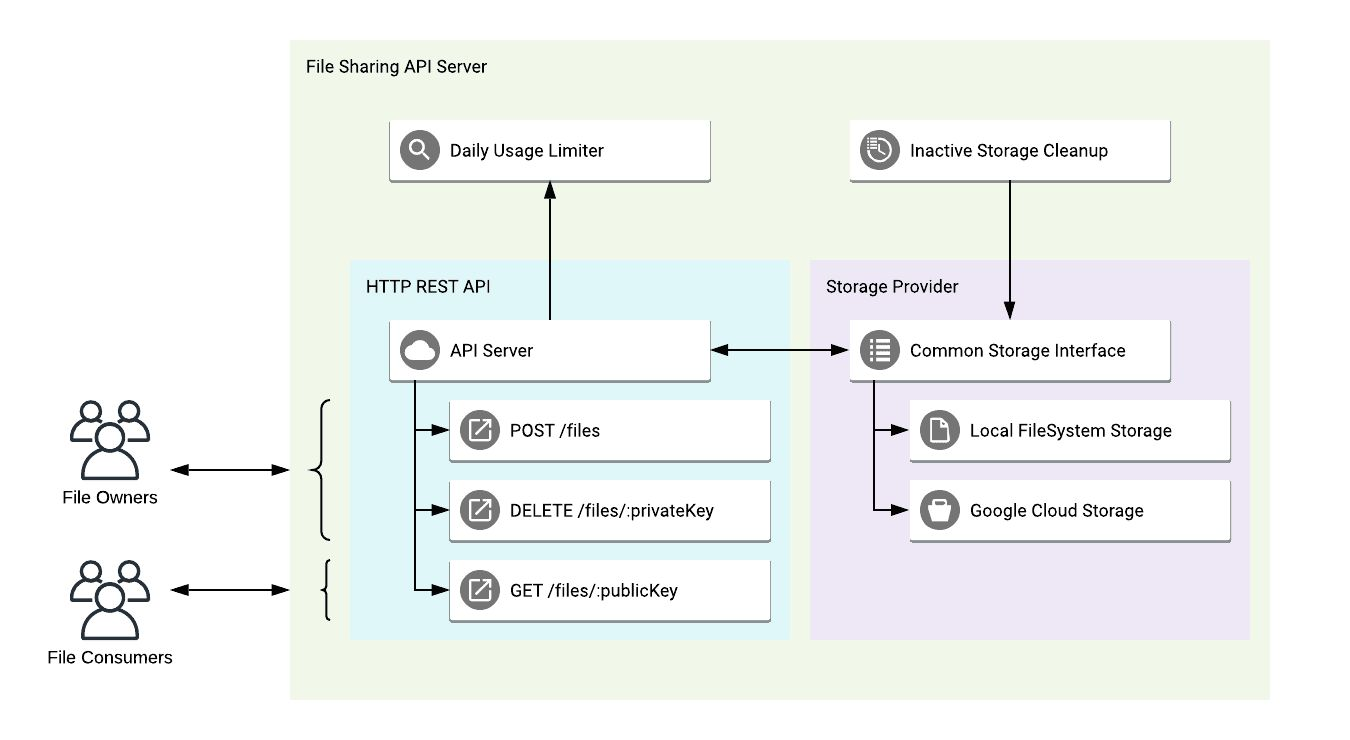 File Sharing API Server
Daily Usage Limiter
Inactive Storage Cleanup
HTTP REST API
API Server
POST /files
DELETE /files/:privateKey
GET /files/:publicKey
Storage Provider
Common Storage Interface
Local FileSystem Storage
Google Cloud Storage
File Owners
File Consumers